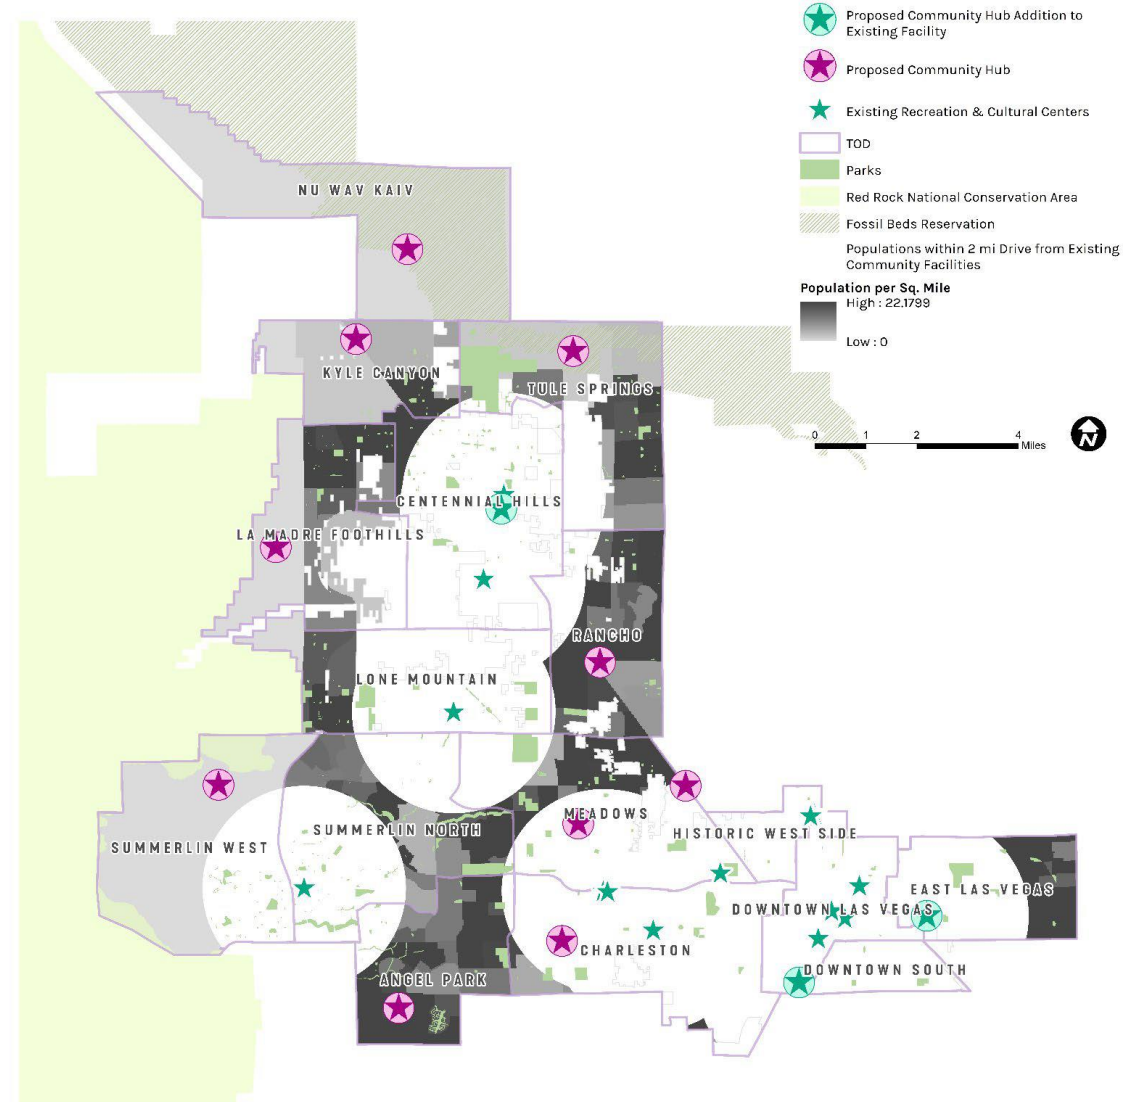 Proposed Community Hub Addition to
Existing Facility
Proposed Community Hub
Existing Recreation & Cultural Centers
TOD
Parks
Red Rock National Conservation Area
Fossil Beds Reservation
Populations within 2 mi Drive from Existing
Community Facilities
Population per Sq. Mile
High : 22.1799
Low : 0
NU WAV KAIV
KYLE CANYON
TULE SPRINGS
0 1 2 4
Miles
N
CENTENNIAL HILLS
LA MADRE FOOTHILLS
RANCHO
LONE MOUNTAIN
MEADOWS
SUMMERLIN NORTH
HISTORIC WEST SIDE
SUMMERLIN WEST
EAST LAS VEGAS
DOWNTOWN LAS VEGAS
CHARLESTON
DOWNTOWN SOUTH
ANGEL PARK